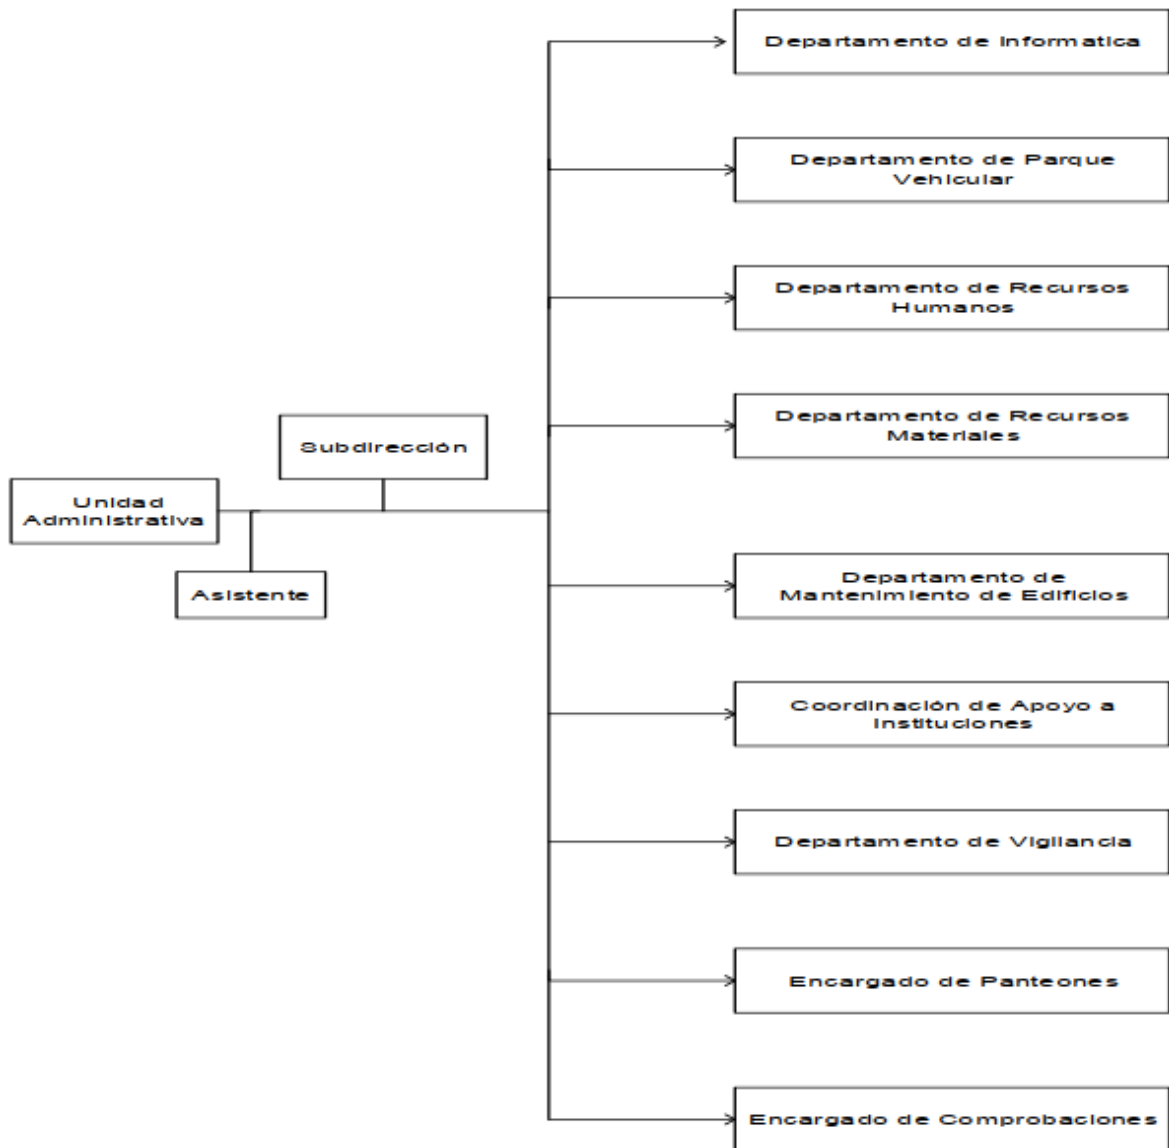 Departamento de Informatica
Departamento de Parque
Vehicular
Departamento de Recursos
Humanos
Departamento de Recursos
Materiales
Subdirección
Unidad
Administrativa
Asistente
Departamento de
Mantenimiento de Edificios
Coordinación de Apoyo a
Instituciones
Departamento de Vigilancia
Encargado de Panteones
Encargado de Comprobaciones